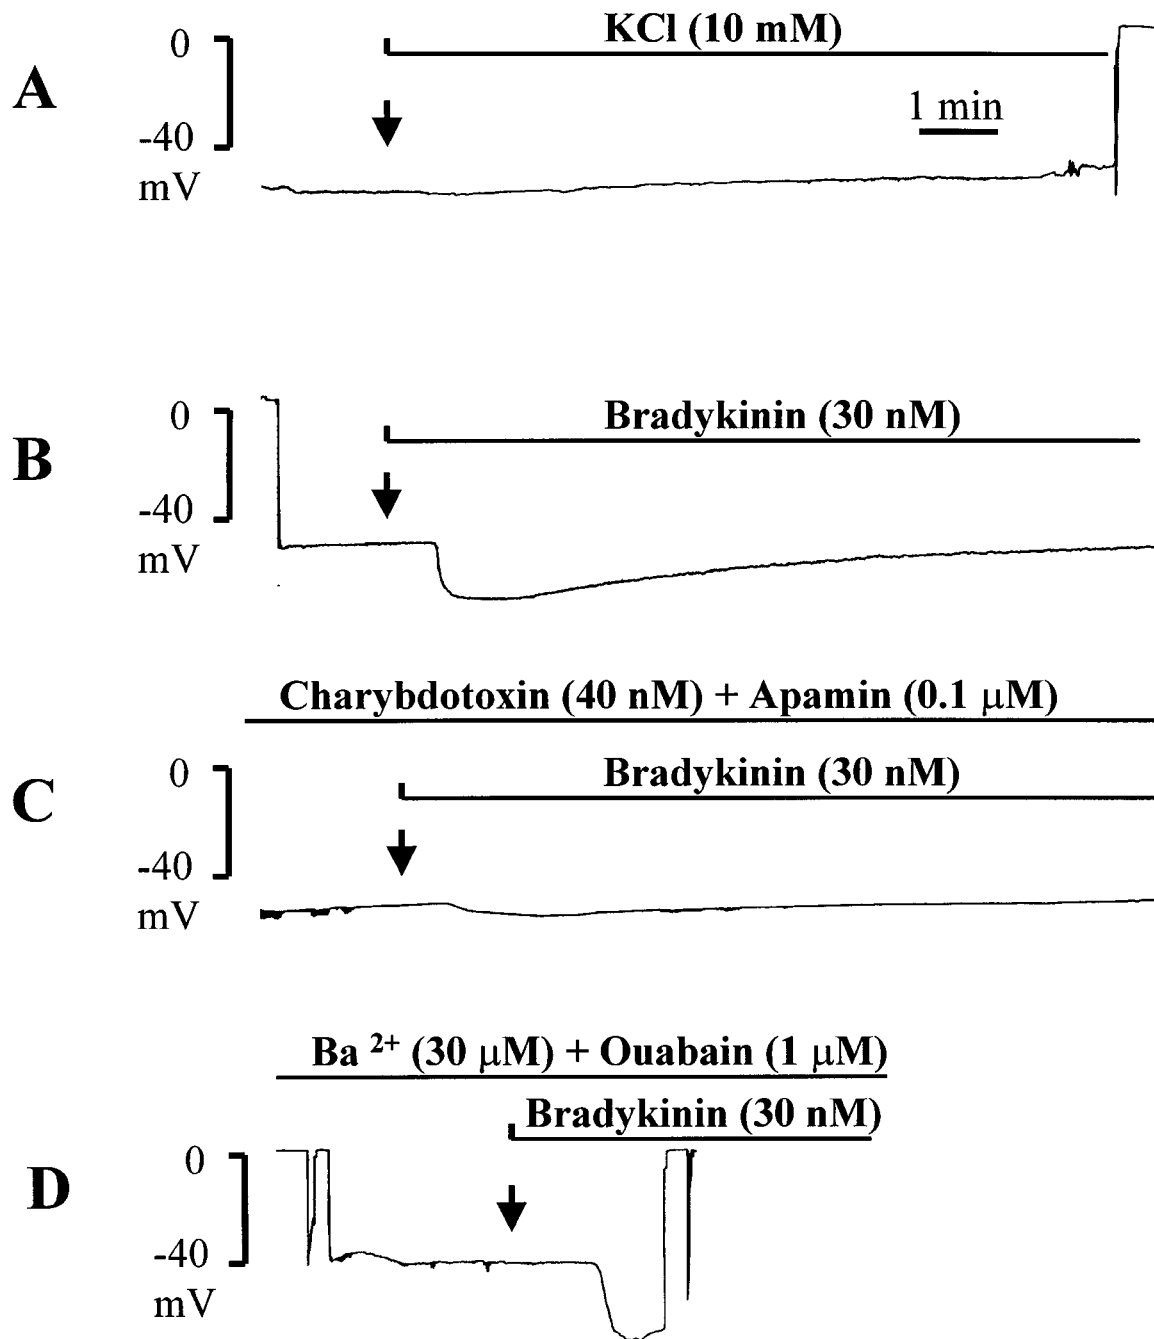 KCl (10 mM)
0
A
1 min
-40
mV
0
Bradykinin (30 nM)
B
-40
mV
Charybdotoxin (40 nM) + Apamin (0.1 μM)
0
Bradykinin (30 nM)
C
-40
mV
Ba 2+ (30 μM) + Ouabain (1 μM)
Bradykinin (30 nM)
0
D
-40
mV